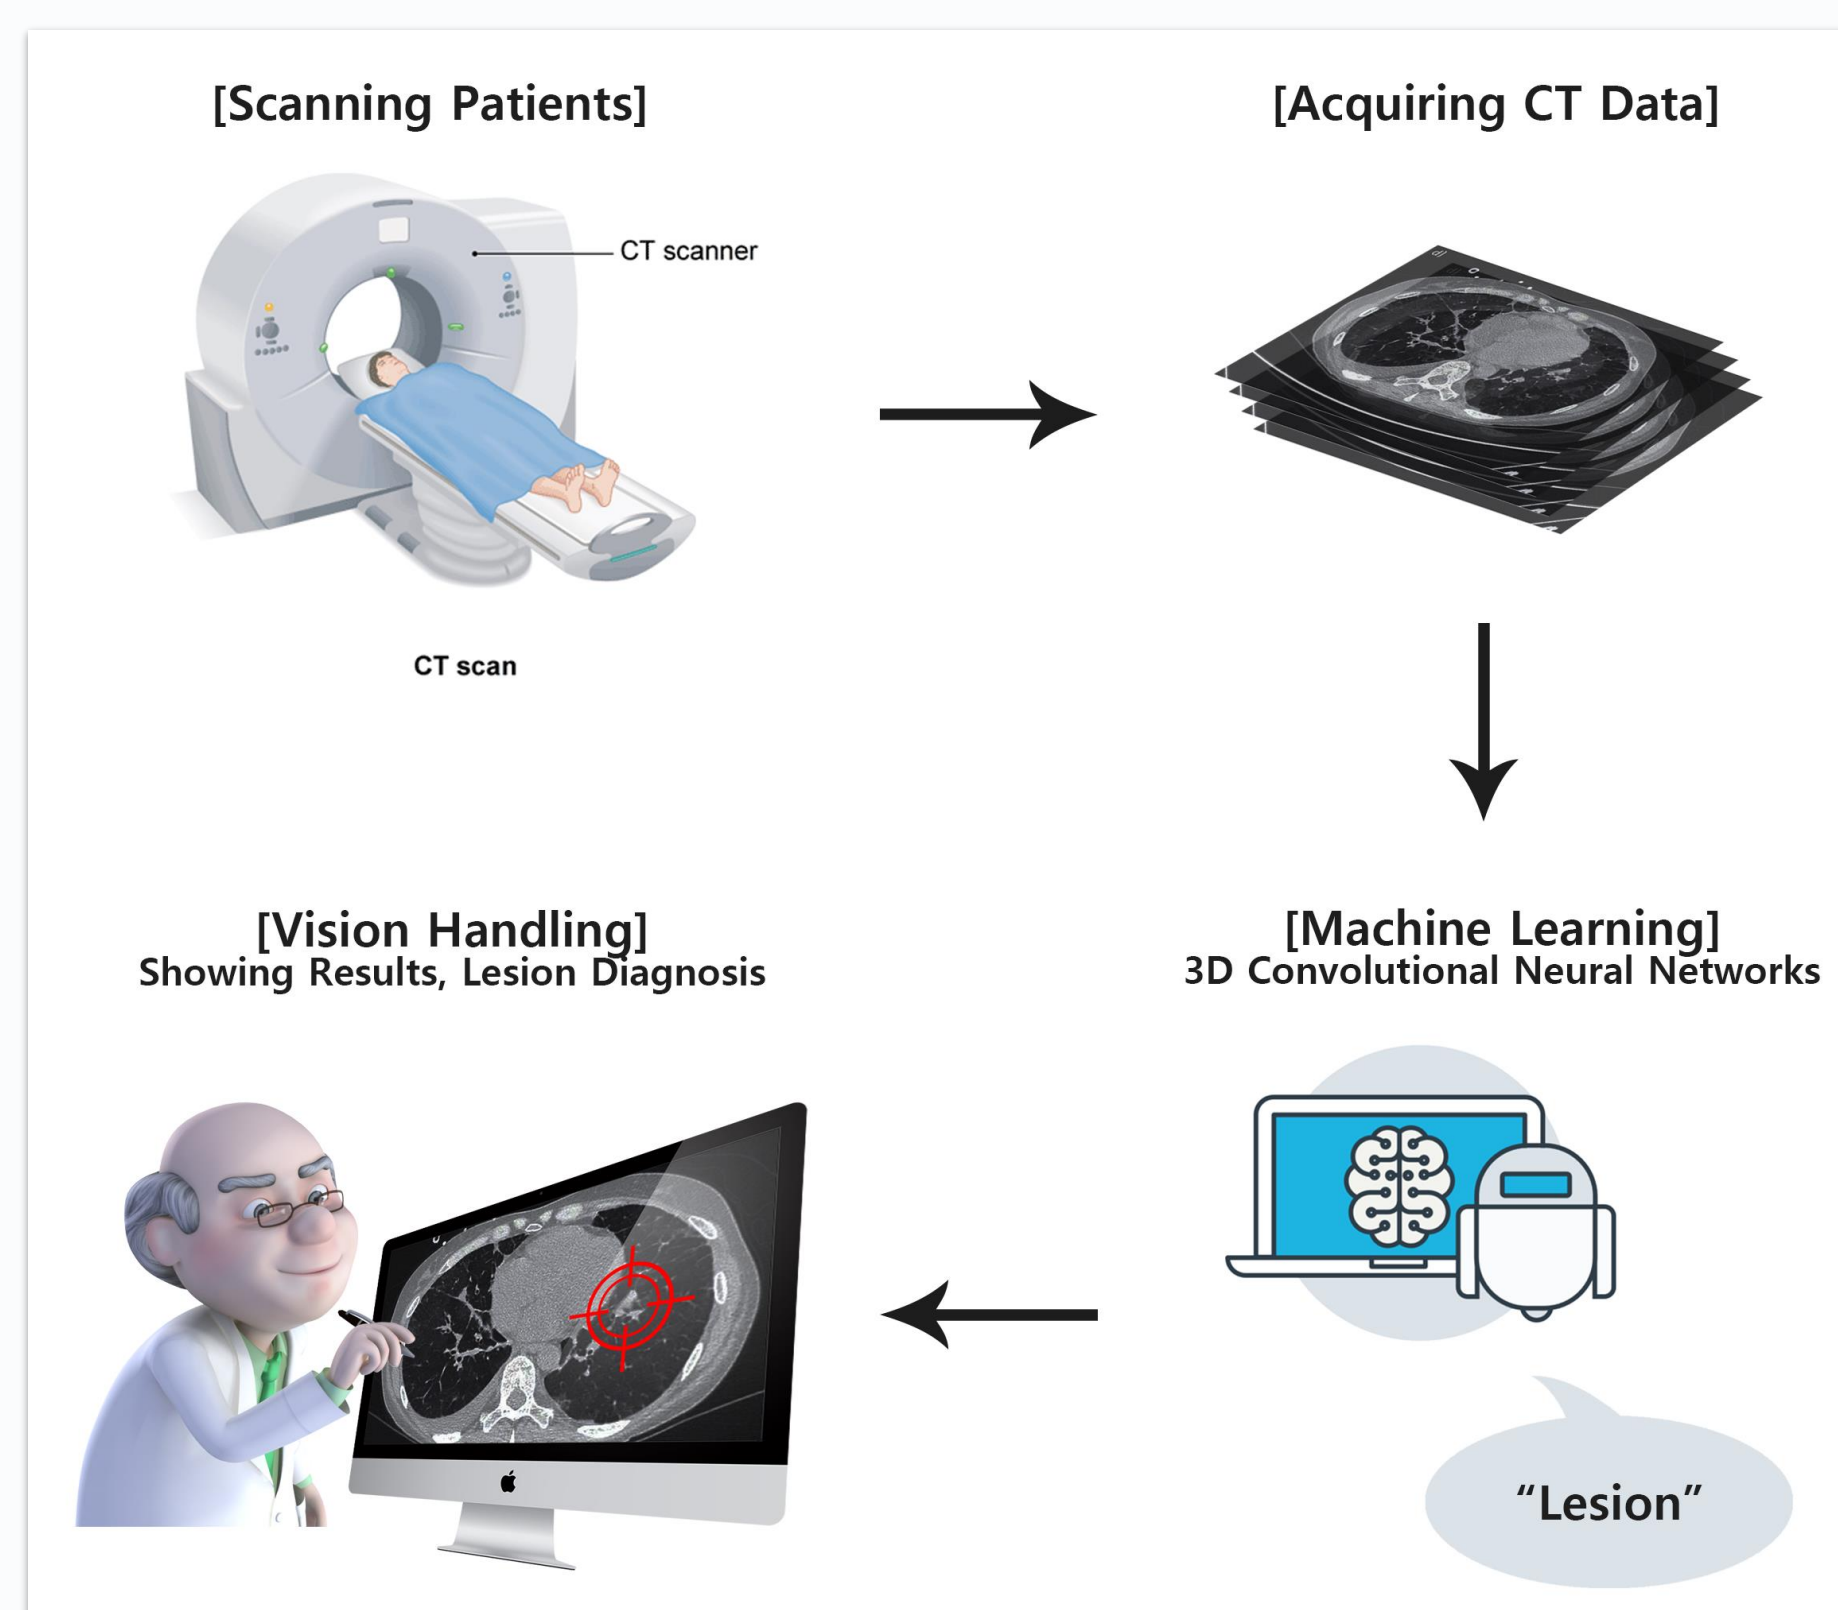 [Scanning Patients]
[Acquiring CT Data]
CT scanner
CT scan
[Machine Learning]
3D Convolutional Neural Networks
“Lesion”
[Vision Handling]
Showing Results, Lesion Diagnosis